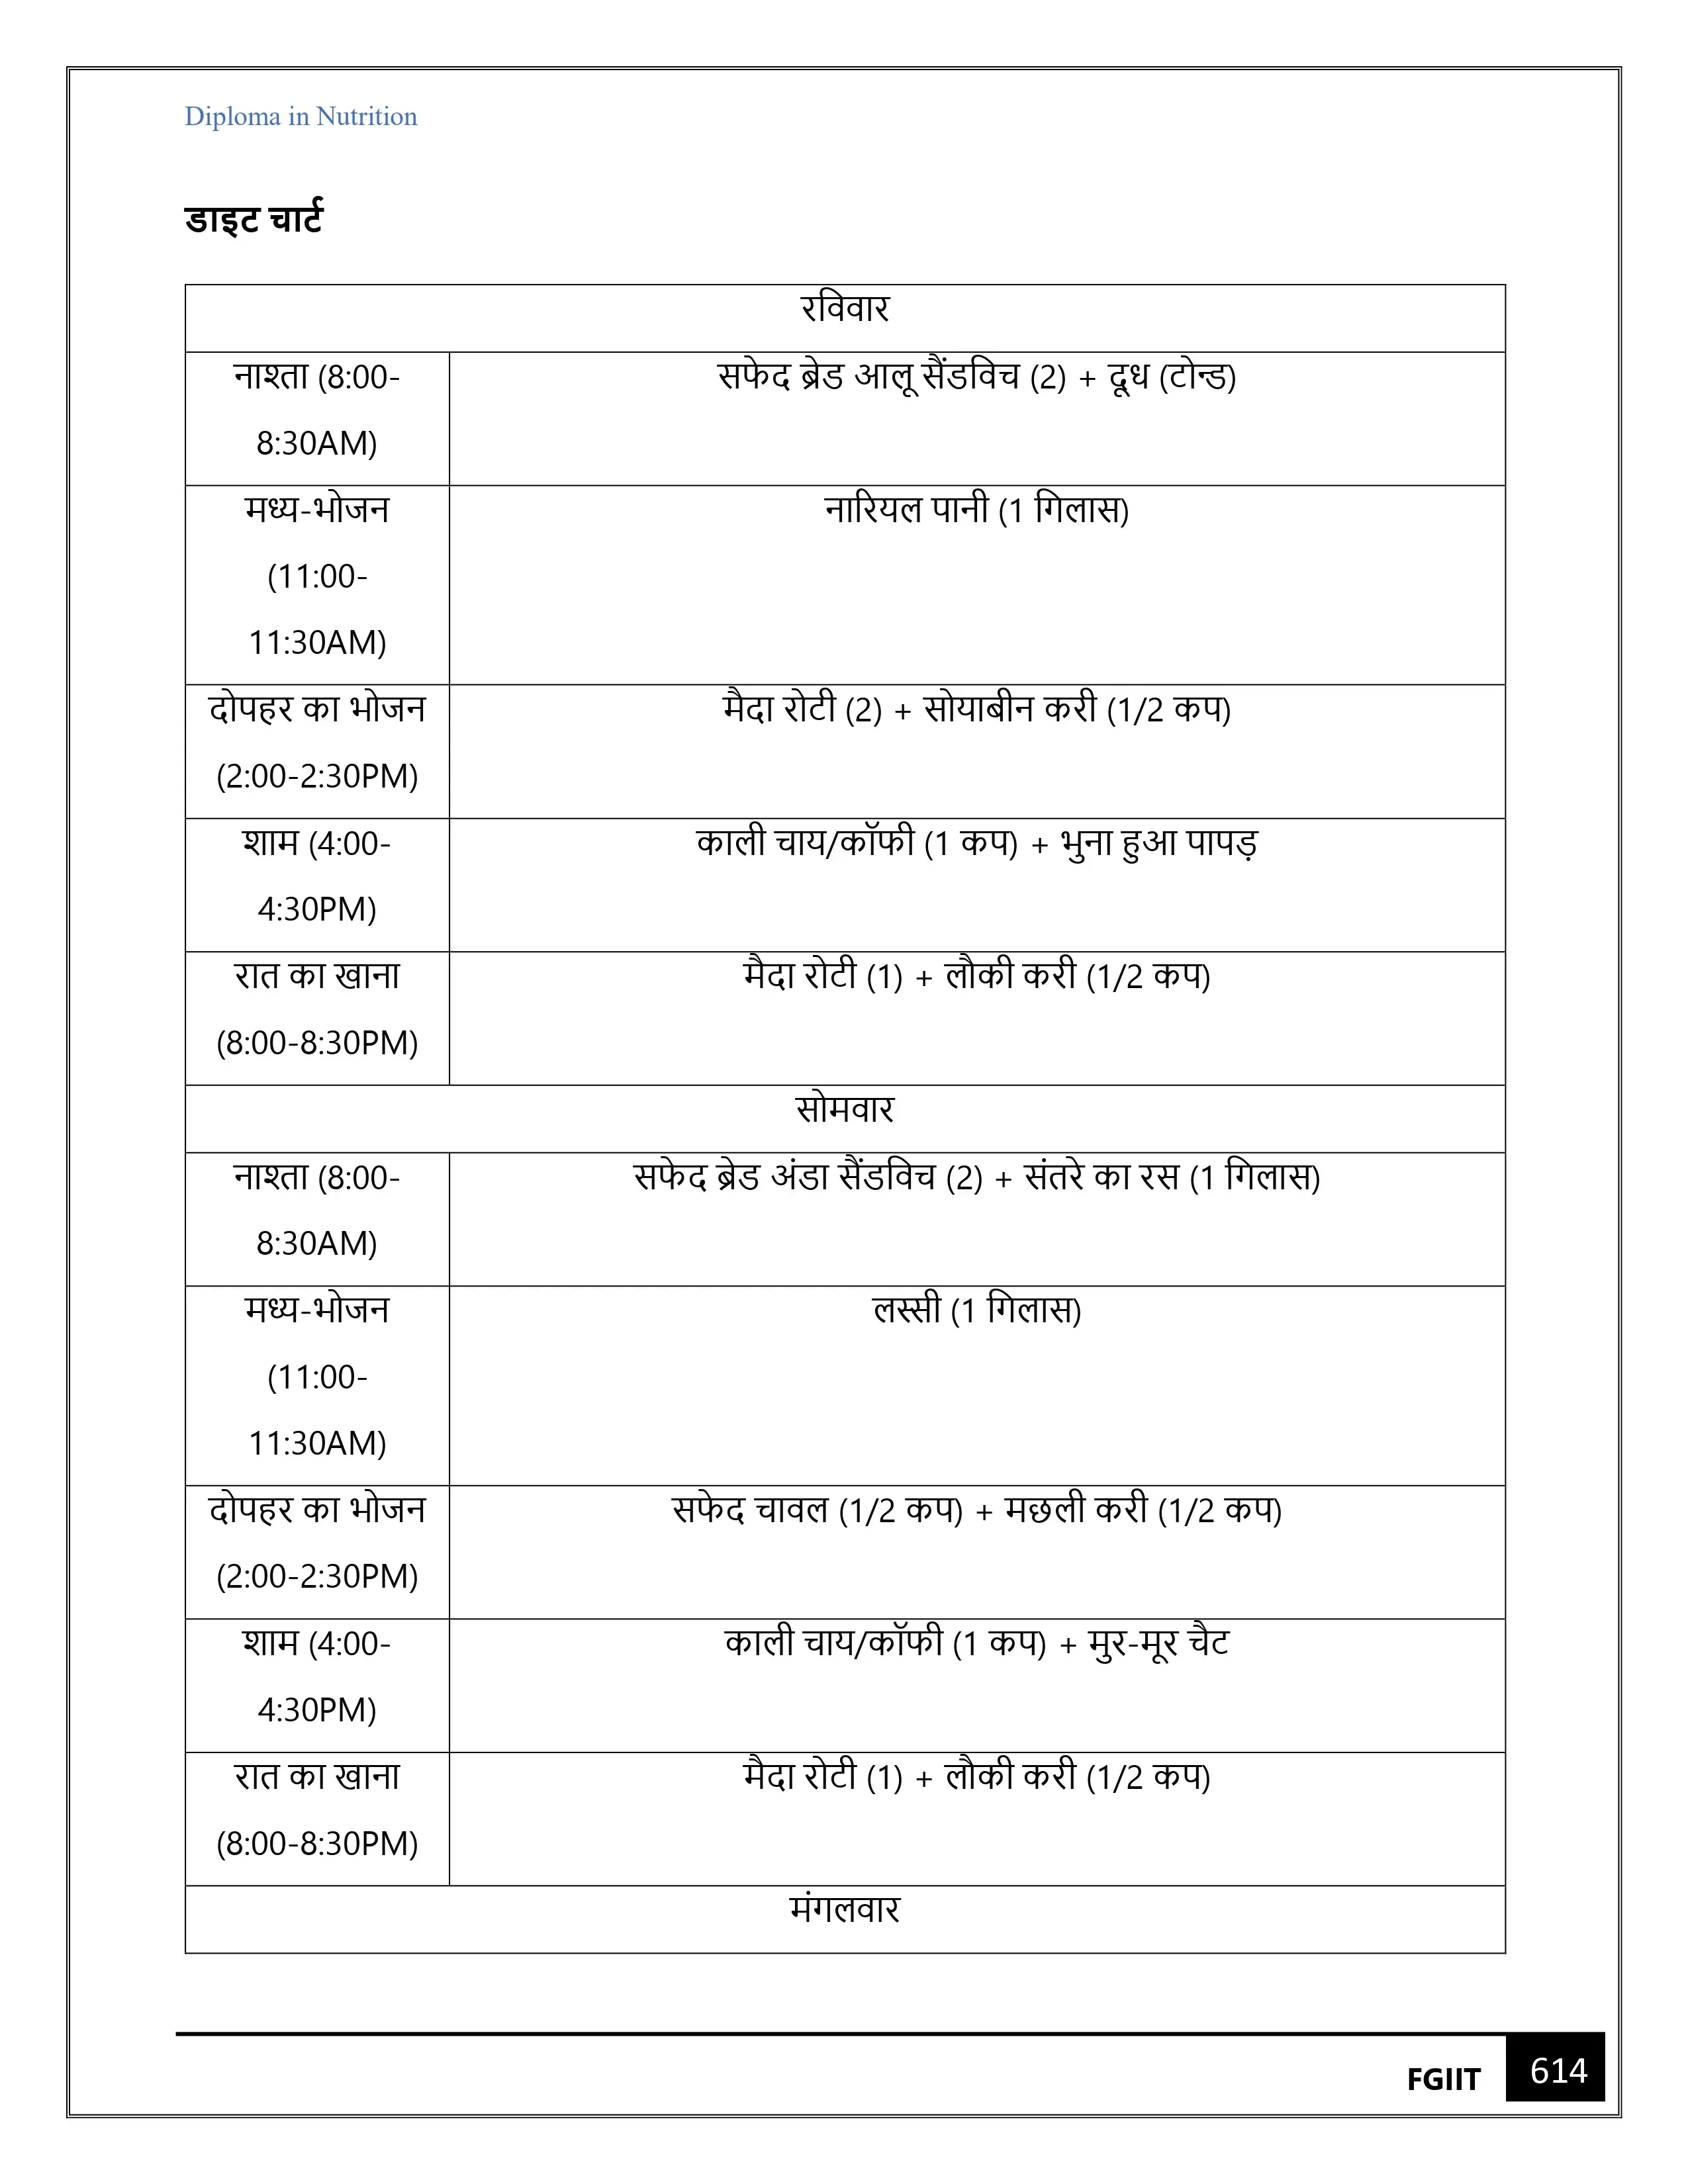 Diploma in Nutrition
डाइट चार्ट
रविवार
नाश्ता (8:00-
8:30AM)
सफेद ब्रेड आलू सैंडविच (2) + दूध (टोन्ड)
मध्य-भोजन
(11:00-
11:30AM)
नारियल पानी (1 गिलास)
दोपहर का भोजन
(2:00-2:30PM)
मैदा रोटी (2) + सोयाबीन करी (1/2 कप)
शाम (4:00-
4:30PM)
काली चाय/कॉफी (1 कप) + भुना हुआ पापड़
रात का खाना
(8:00-8:30PM)
मैदा रोटी (1) + लौकी करी (1/2 कप)
सोमवार
नाश्ता (8:00-
8:30AM)
सफेद ब्रेड अंडा सैंडविच (2) + संतरे का रस (1 गिलास)
मध्य-भोजन
(11:00-
11:30AM)
लस्सी (1 गिलास)
दोपहर का भोजन
(2:00-2:30PM)
सफेद चावल (1/2 कप) + मछली करी (1/2 कप)
शाम (4:00-
4:30PM)
काली चाय/कॉफी (1 कप) + मुर-मूर चैट
रात का खाना
(8:00-8:30PM)
मैदा रोटी (1) + लौकी करी (1/2 कप)
मंगलवार
FGIIT
614